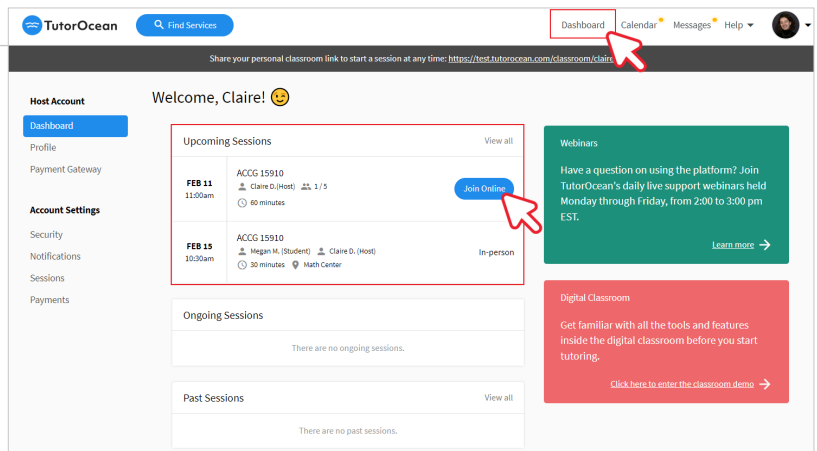 TutorOcean
Find Services
Dashboard
Calendar
Messages
Help
Share your personal classroom link to start a session at any time: https://test.tutorocean.com/classroom/claire
Host Account
Dashboard
Profile
Payment Gateway
Account Settings
Security
Notifications
Sessions
Payments
Welcome, Claire!
Upcoming Sessions
View all
FEB 11
11:00am
ACCG 15910
Claire D.(Host) 1 / 5
60 minutes
Join Online
FEB 15
10:30am
ACCG 15910
Megan M. (Student) Claire D. (Host)
30 minutes Math Center
In-person
Ongoing Sessions
There are no ongoing sessions.
Past Sessions
View all
There are no past sessions.
Webinars
Have a question on using the platform? Join
TutorOcean's daily live support webinars held
Monday through Friday, from 2:00 to 3:00 pm
EST.
Learn more
Digital Classroom
Get familiar with all the tools and features
inside the digital classroom before you start
tutoring.
Click here to enter the classroom demo